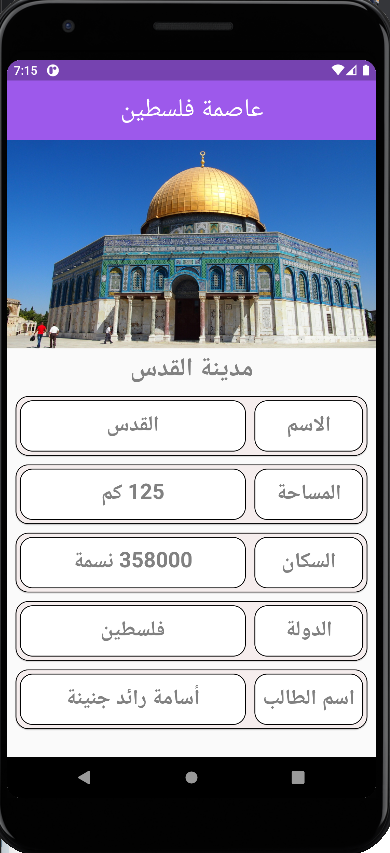 7:15
عاصمة فلسطين
مدينة القدس
الاسم القدس
المساحة 125 كم
السكان 358000 نسمة
الدولة فلسطين
اسم الطالب أسامة رائد جنينة